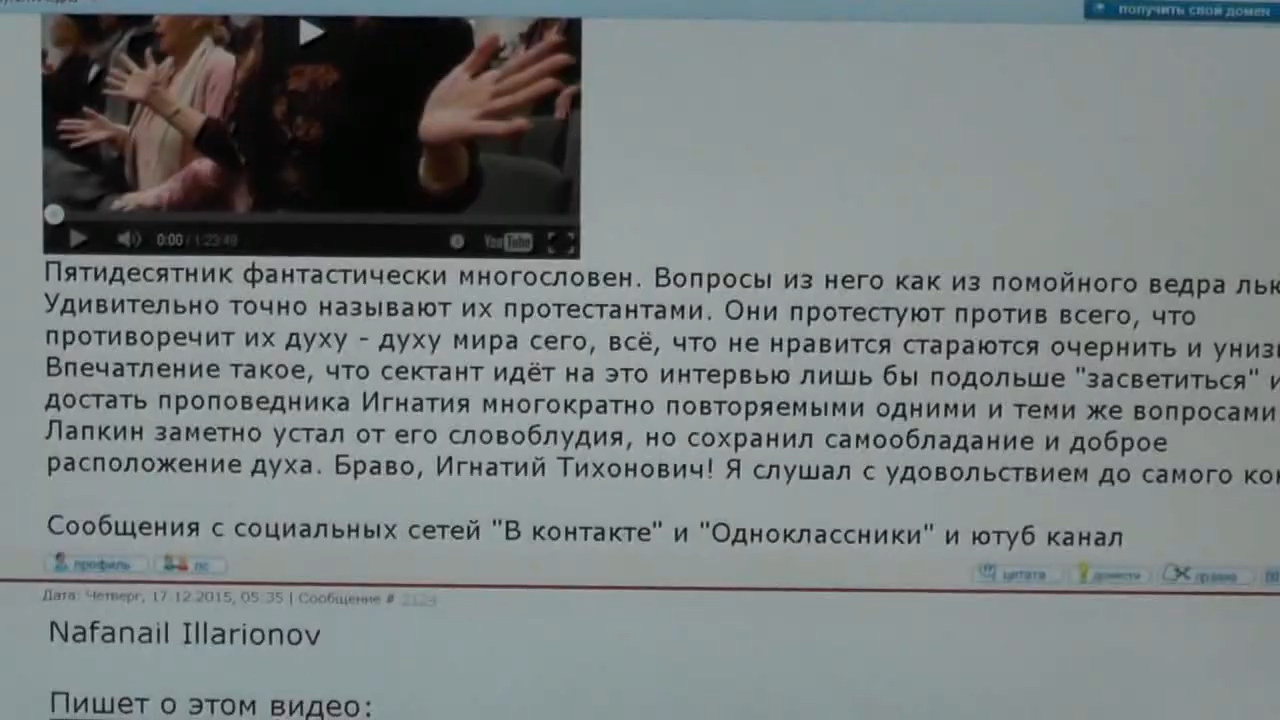 получить свой домен
0:00 / 1:23:49
YouTube
Пятидесятник фантастически многословен. Вопросы из него как из помойного ведра
Удивительно точно называют их протестантами. Они протестуют против всего, что
противоречит их духу - духу мира сего, всё, что не нравится стараются очернить и
Впечатление такое, что сектант идёт на это интервью лишь бы подольше "засветиться" и
достать проповедника Игнатия многократно повторяемыми одними и теми же вопросами
Лапкин заметно устал от его словоблудия, но сохранил самообладание и доброе
расположение духа. Браво, Игнатий Тихонович! Я слушал с удовольствием до самого
Сообщения с социальных сетей "В контакте" и "Одноклассники" и ютуб канал
профиль лс цитата
Дата: Четверг, 17.12.2015, 05:35 | Сообщение #
Nafanail Illarionov
Пишет о этом видео: